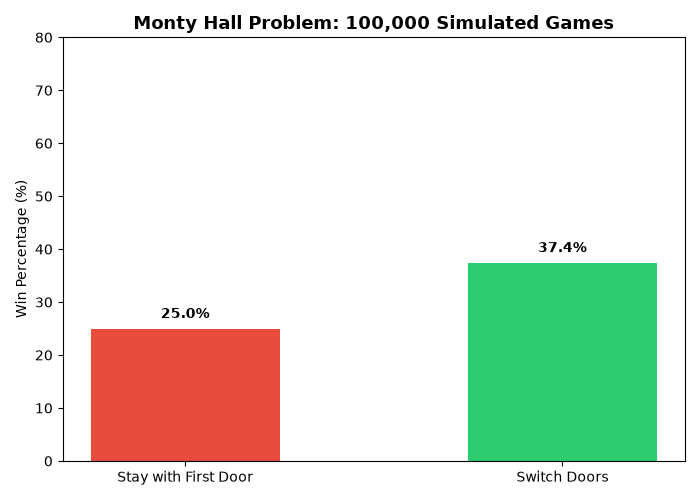 Monty Hall Problem: 100,000 Simulated Games
Win Percentage (%)
80
70
60
50
40
30
20
10
0
25.0%
37.4%
Stay with First Door
Switch Doors